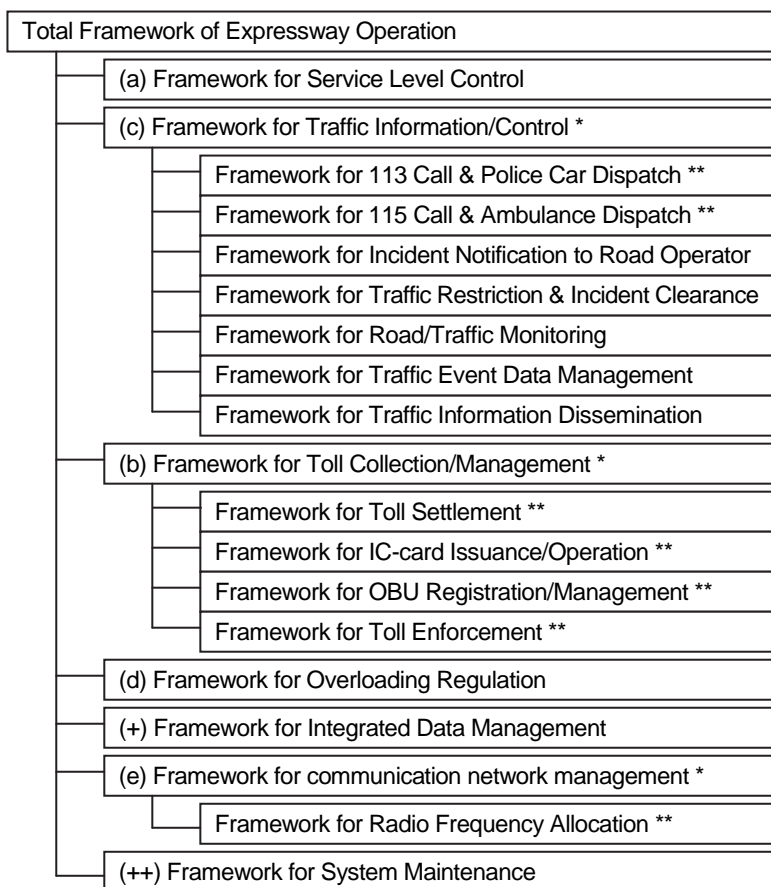 Total Framework of Expressway Operation
(a) Framework for Service Level Control
(c) Framework for Traffic Information/Control *
Framework for 113 Call & Police Car Dispatch **
Framework for 115 Call & Ambulance Dispatch **
Framework for Incident Notification to Road Operator
Framework for Traffic Restriction & Incident Clearance
Framework for Road/Traffic Monitoring
Framework for Traffic Event Data Management
Framework for Traffic Information Dissemination
(b) Framework for Toll Collection/Management *
Framework for Toll Settlement **
Framework for IC-card Issuance/Operation **
Framework for OBU Registration/Management **
Framework for Toll Enforcement **
(d) Framework for Overloading Regulation
(+) Framework for Integrated Data Management
(e) Framework for communication network management *
Framework for Radio Frequency Allocation **
(++) Framework for System Maintenance